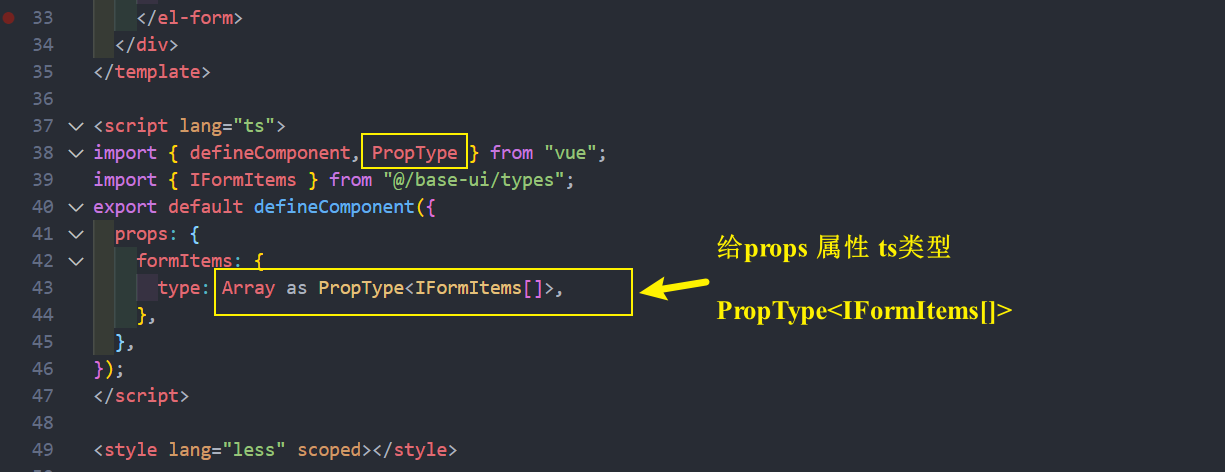 33 </el-form>
34 </div>
35 </template>
36
37 <script lang="ts">
38 import { defineComponent, PropType } from "vue";
39 import { IFormItems } from "@/base-ui/types";
40 export default defineComponent({
41 props: {
给props 属性 ts类型
42 formItems: {
43 type: Array as PropType<IFormItems[]>,
PropType<IFormItems[]>
44 },
45 },
46 });
47 </script>
48
49 <style lang="less" scoped></style>